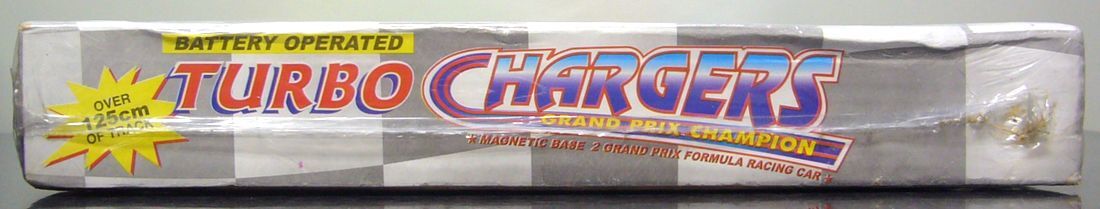 BATTERY OPERATED
TURBO CHARGERS
GRAND PRIX CHAMPION
★ MAGNETIC BASE 2 GRAND PRIX FORMULA RACING CAR ★
OVER
125cm
OF TRACK